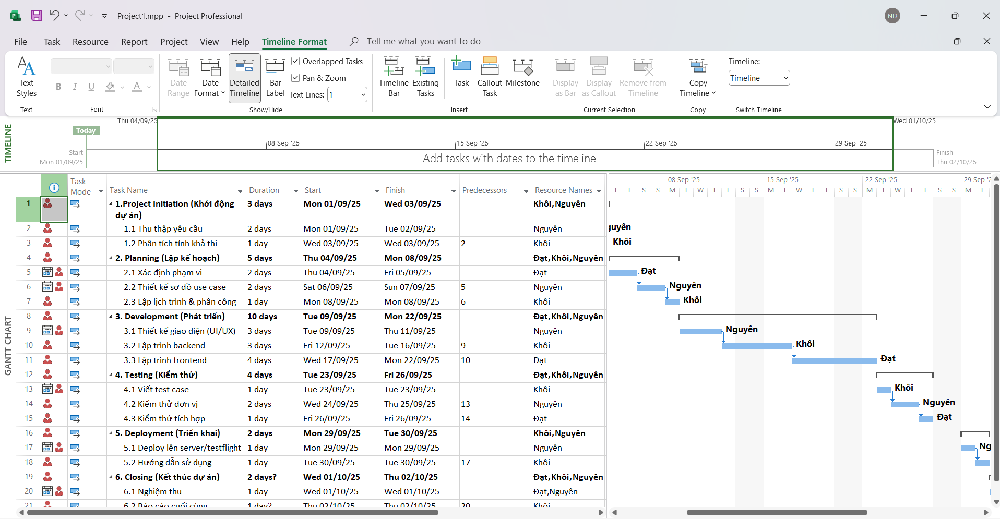 Project1.mpp - Project Professional
ND
File Task Resource Report Project View Help Timeline Format Tell me what you want to do
Text Styles
Text
B I U A
Font
Date Range
Date Format
Detailed Timeline
Bar Label
Overlapped Tasks
Pan & Zoom
Text Lines: 1
Show/Hide
Timeline Bar
Existing Tasks
Task
Callout Task
Milestone
Insert
Display as Bar
Display as Callout
Remove from Timeline
Current Selection
Copy Timeline
Copy
Timeline:
Timeline
Switch Timeline
TIMELINE
Thu 04/09/25
Wed 01/10/25
Today
08 Sep '25 15 Sep '25 22 Sep '25 29 Sep '25
Start
Mon 01/09/25
Add tasks with dates to the timeline
Finish
Thu 02/10/25
GANTT CHART
Task Mode Task Name Duration Start Finish Predecessors Resource Names
08 Sep '25 15 Sep '25 22 Sep '25 29 Sep '2
T F S S M T W T F S S M T W T F S S M T W T F S S M T
1 1.Project Initiation (Khởi động dự án) 3 days Mon 01/09/25 Wed 03/09/25 Khôi,Nguyên
2 1.1 Thu thập yêu cầu 2 days Mon 01/09/25 Tue 02/09/25 Nguyên
3 1.2 Phân tích tính khả thi 1 day Wed 03/09/25 Wed 03/09/25 2 Khôi
4 2. Planning (Lập kế hoạch) 5 days Thu 04/09/25 Mon 08/09/25 Đạt,Khôi,Nguyên
5 2.1 Xác định phạm vi 2 days Thu 04/09/25 Fri 05/09/25 Đạt
6 2.2 Thiết kế sơ đồ use case 2 days Sat 06/09/25 Sun 07/09/25 5 Nguyên
7 2.3 Lập lịch trình & phân công 1 day Mon 08/09/25 Mon 08/09/25 6 Khôi
8 3. Development (Phát triển) 10 days Tue 09/09/25 Mon 22/09/25 Đạt,Khôi,Nguyên
9 3.1 Thiết kế giao diện (UI/UX) 3 days Tue 09/09/25 Thu 11/09/25 Nguyên
10 3.2 Lập trình backend 3 days Fri 12/09/25 Tue 16/09/25 9 Khôi
11 3.3 Lập trình frontend 4 days Wed 17/09/25 Mon 22/09/25 10 Đạt
12 4. Testing (Kiểm thử) 4 days Tue 23/09/25 Fri 26/09/25 Đạt,Khôi,Nguyên
13 4.1 Viết test case 1 day Tue 23/09/25 Tue 23/09/25 Khôi
14 4.2 Kiểm thử đơn vị 2 days Wed 24/09/25 Thu 25/09/25 13 Nguyên
15 4.3 Kiểm thử tích hợp 1 day Fri 26/09/25 Fri 26/09/25 14 Đạt
16 5. Deployment (Triển khai) 2 days Mon 29/09/25 Tue 30/09/25 Khôi,Nguyên
17 5.1 Deploy lên server/testflight 1 day Mon 29/09/25 Mon 29/09/25 Nguyên
18 5.2 Hướng dẫn sử dụng 1 day Tue 30/09/25 Tue 30/09/25 17 Khôi
19 6. Closing (Kết thúc dự án) 2 days? Wed 01/10/25 Thu 02/10/25 Đạt,Khôi,Nguyên
20 6.1 Nghiệm thu 1 day Wed 01/10/25 Wed 01/10/25 Đạt,Nguyên
21 6.2 Báo cáo cuối cùng 1 day? Thu 02/10/25 Thu 02/10/25 20 Khôi
guyên
Khôi
Đạt
Nguyên
Khôi
Nguyên
Khôi
Đạt
Khôi
Nguyên
Đạt
Ng